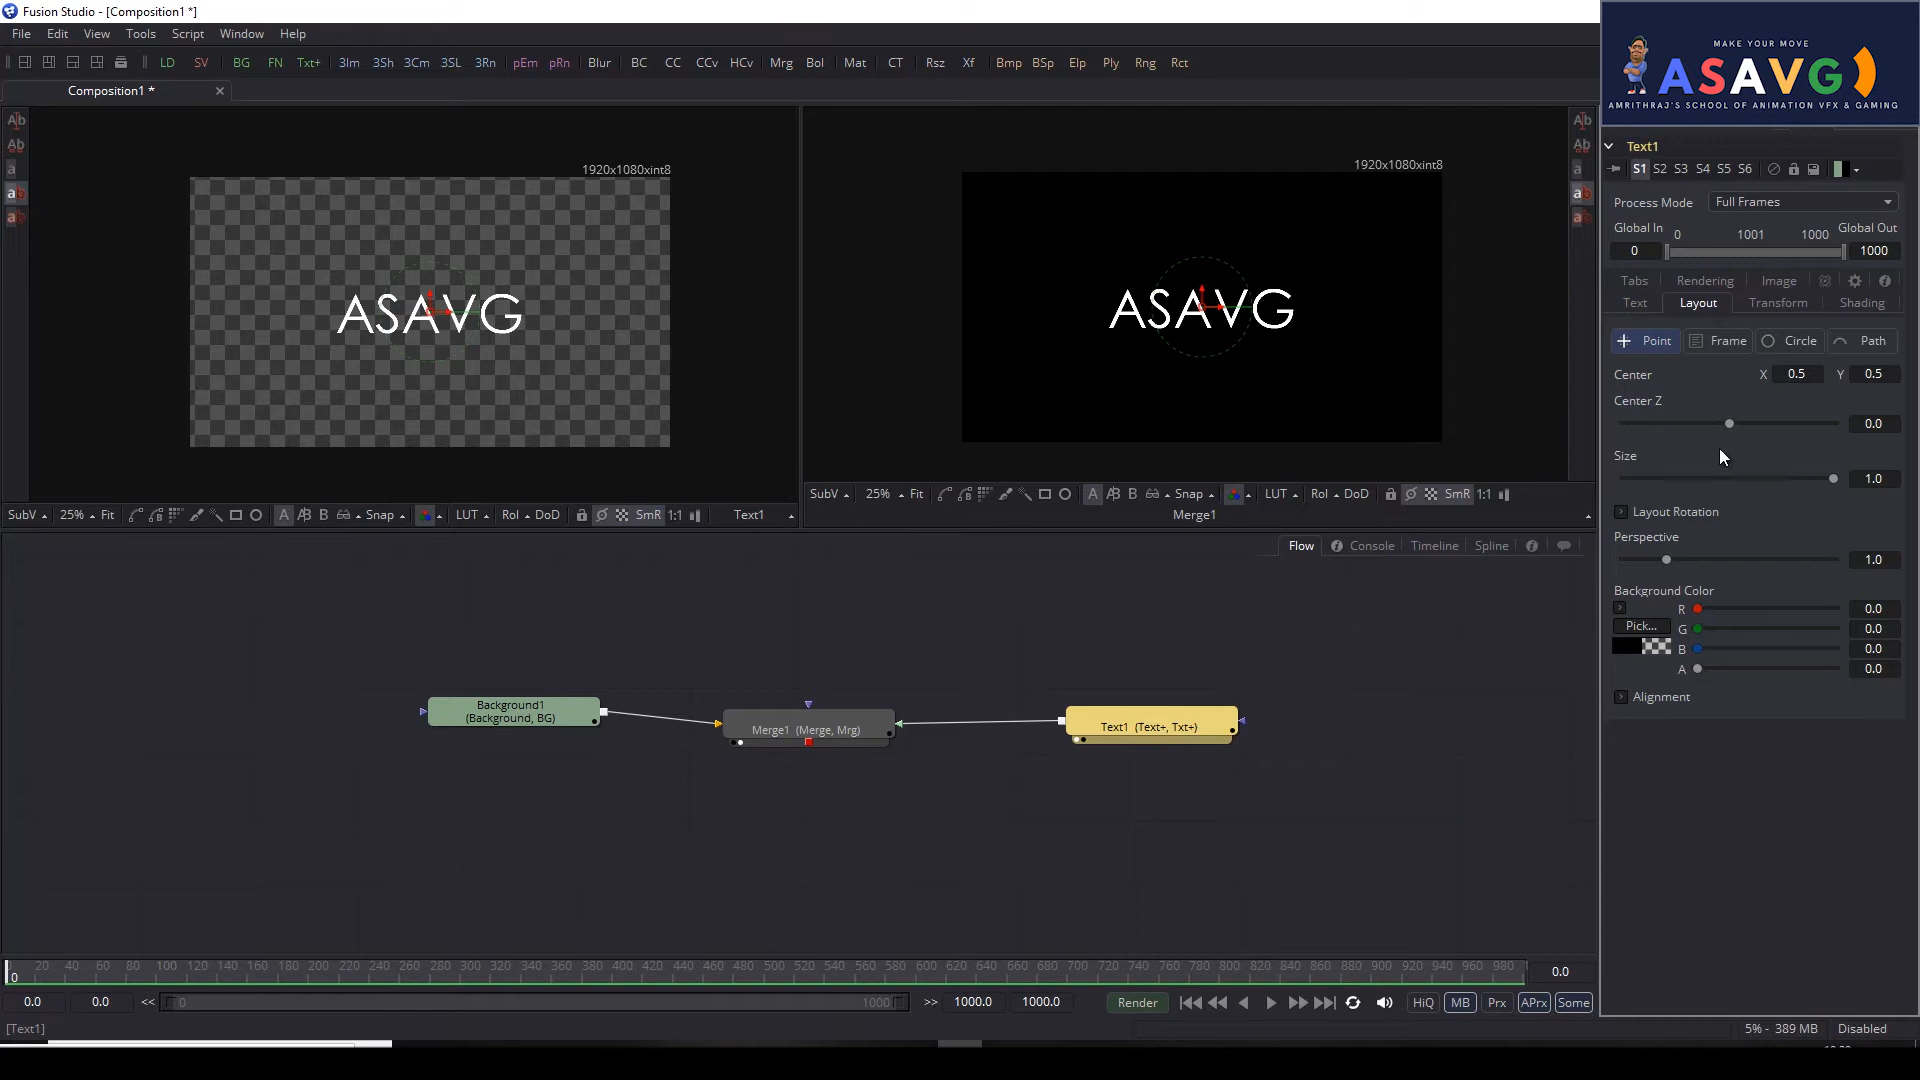 Fusion Studio - [Composition1 *]
File Edit View Tools Script Window Help
LD SV BG FN Txt+ 3Im 3Sh 3Cm 3SL 3Rn pEm pRn Blur BC CC CCv HCv Mrg Bol Mat CT Rsz Xf Bmp BSp Elp Ply Rng Rct
Composition1 *
MAKE YOUR MOVE
ASAVG
AMRITHRAJ'S SCHOOL OF ANIMATION VFX & GAMING
1920x1080xint8
ASAVG
1920x1080xint8
ASAVG
SubV 25% Fit A B Snap LUT Rol DoD SmR 1:1 Text1
SubV 25% Fit A B Snap LUT Rol DoD SmR 1:1
Merge1
Text1
S1 S2 S3 S4 S5 S6
Process Mode Full Frames
Global In 0 1001 1000 Global Out
0 1000
Tabs Rendering Image
Text Layout Transform Shading
Point Frame Circle Path
Center X 0.5 Y 0.5
Center Z
0.0
Size
1.0
Layout Rotation
Perspective
1.0
Background Color
R 0.0
Pick... G 0.0
B 0.0
A 0.0
Alignment
Flow Console Timeline Spline
Background1
(Background, BG)
Merge1 (Merge, Mrg)
Text1 (Text+, Txt+)
0 20 40 60 80 100 120 140 160 180 200 220 240 260 280 300 320 340 360 380 400 420 440 460 480 500 520 540 560 580 600 620 640 660 680 700 720 740 760 780 800 820 840 860 880 900 920 940 960 980 0.0
0.0 0.0 << 0 1000 >> 1000.0 1000.0 Render HiQ MB Prx APrx Some
[Text1]
5% - 389 MB Disabled